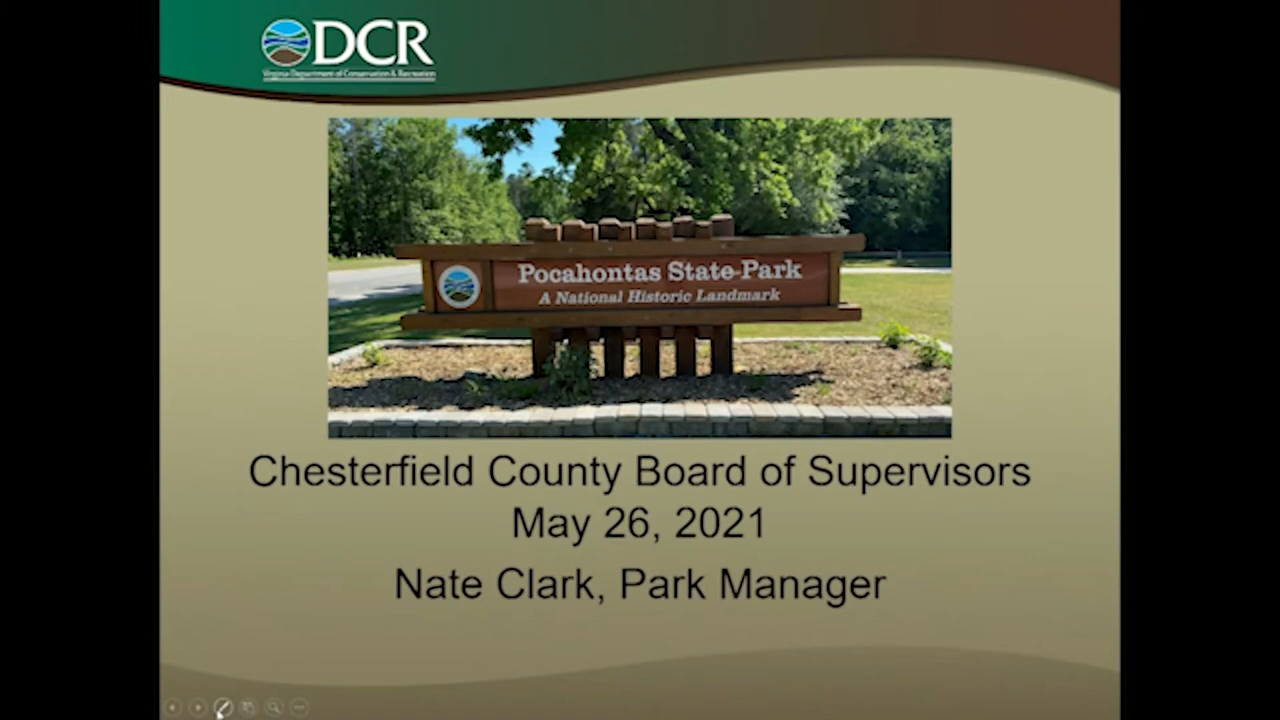 DCR
Virginia Department of Conservation & Recreation
Pocahontas State Park
A National Historic Landmark
Chesterfield County Board of Supervisors
May 26, 2021
Nate Clark, Park Manager